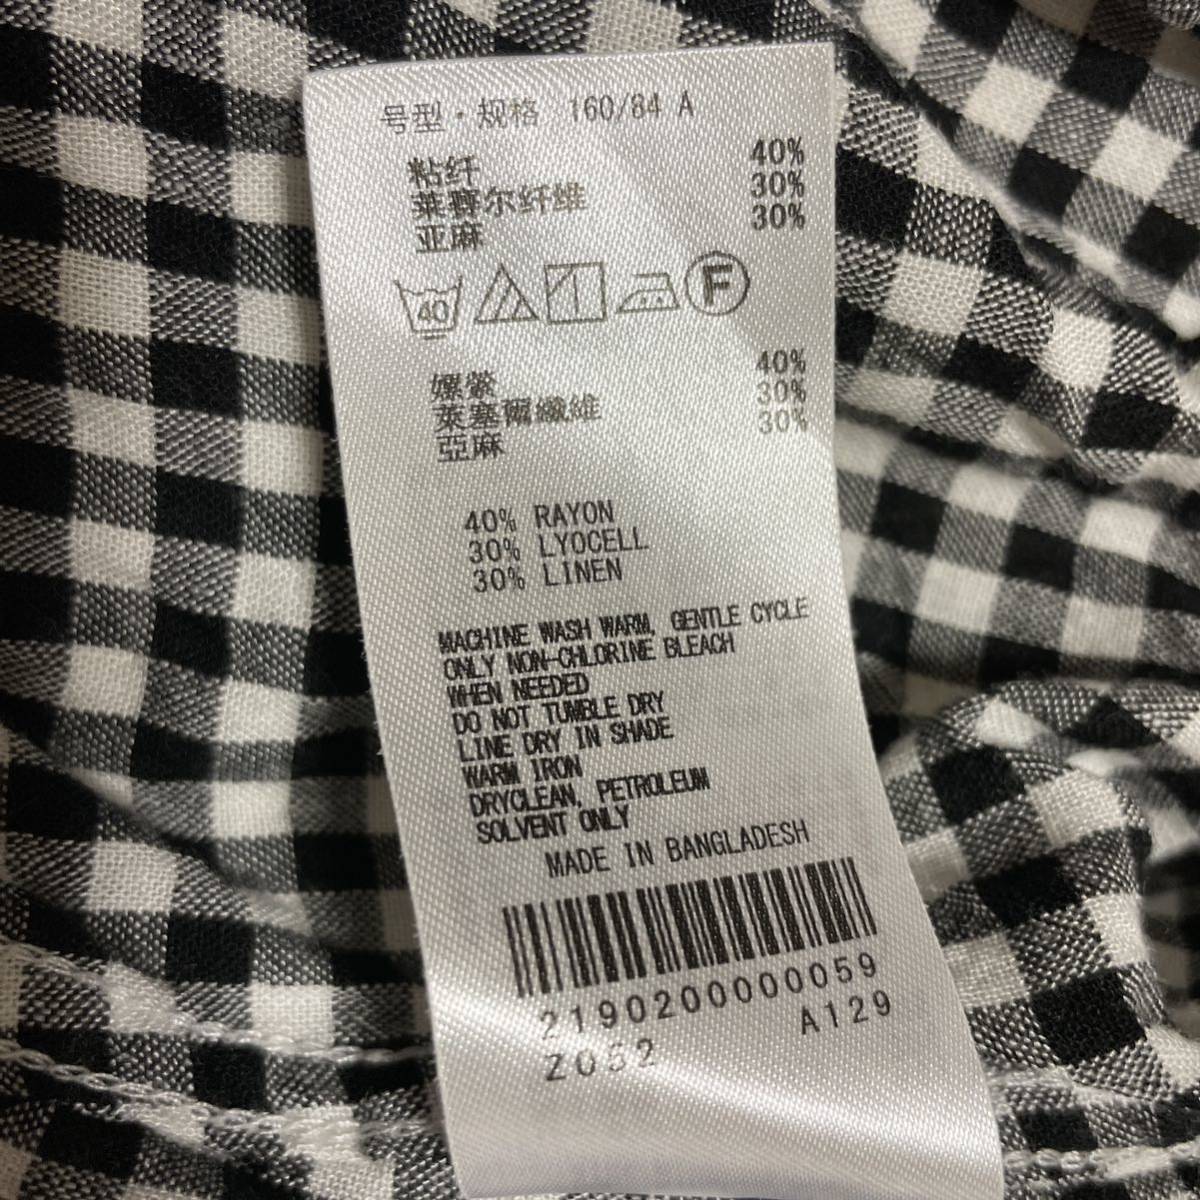 号型·规格 160/84 A
粘纤 40%
莱赛尔纤维 30%
亚麻 30%
40 F
嫘縈 40%
萊塞爾纖維 30%
亞麻 30%
40% RAYON
30% LYOCELL
30% LINEN
MACHINE WASH WARM, GENTLE CYCLE
ONLY NON-CHLORINE BLEACH
WHEN NEEDED
DO NOT TUMBLE DRY
LINE DRY IN SHADE
WARM IRON
DRYCLEAN, PETROLEUM
SOLVENT ONLY
MADE IN BANGLADESH
2190200000059
A129
Z052